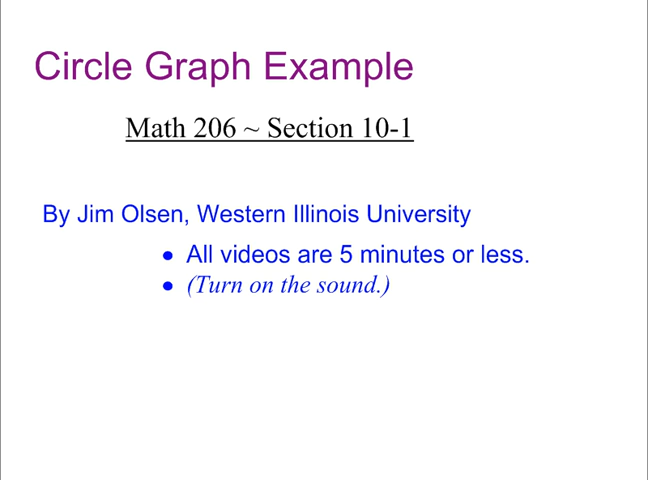 Circle Graph Example
Math 206 ~ Section 10-1
By Jim Olsen, Western Illinois University
• All videos are 5 minutes or less.
• (Turn on the sound.)